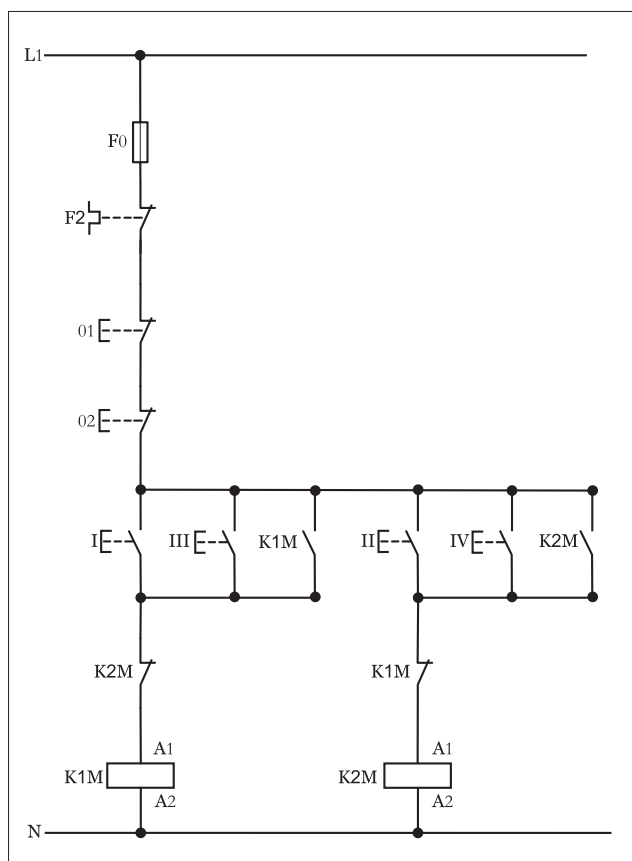 L1
F0
F2
01
02
I III K1M II IV K2M
K2M K1M
A1 A1
K1M K2M
A2 A2
N